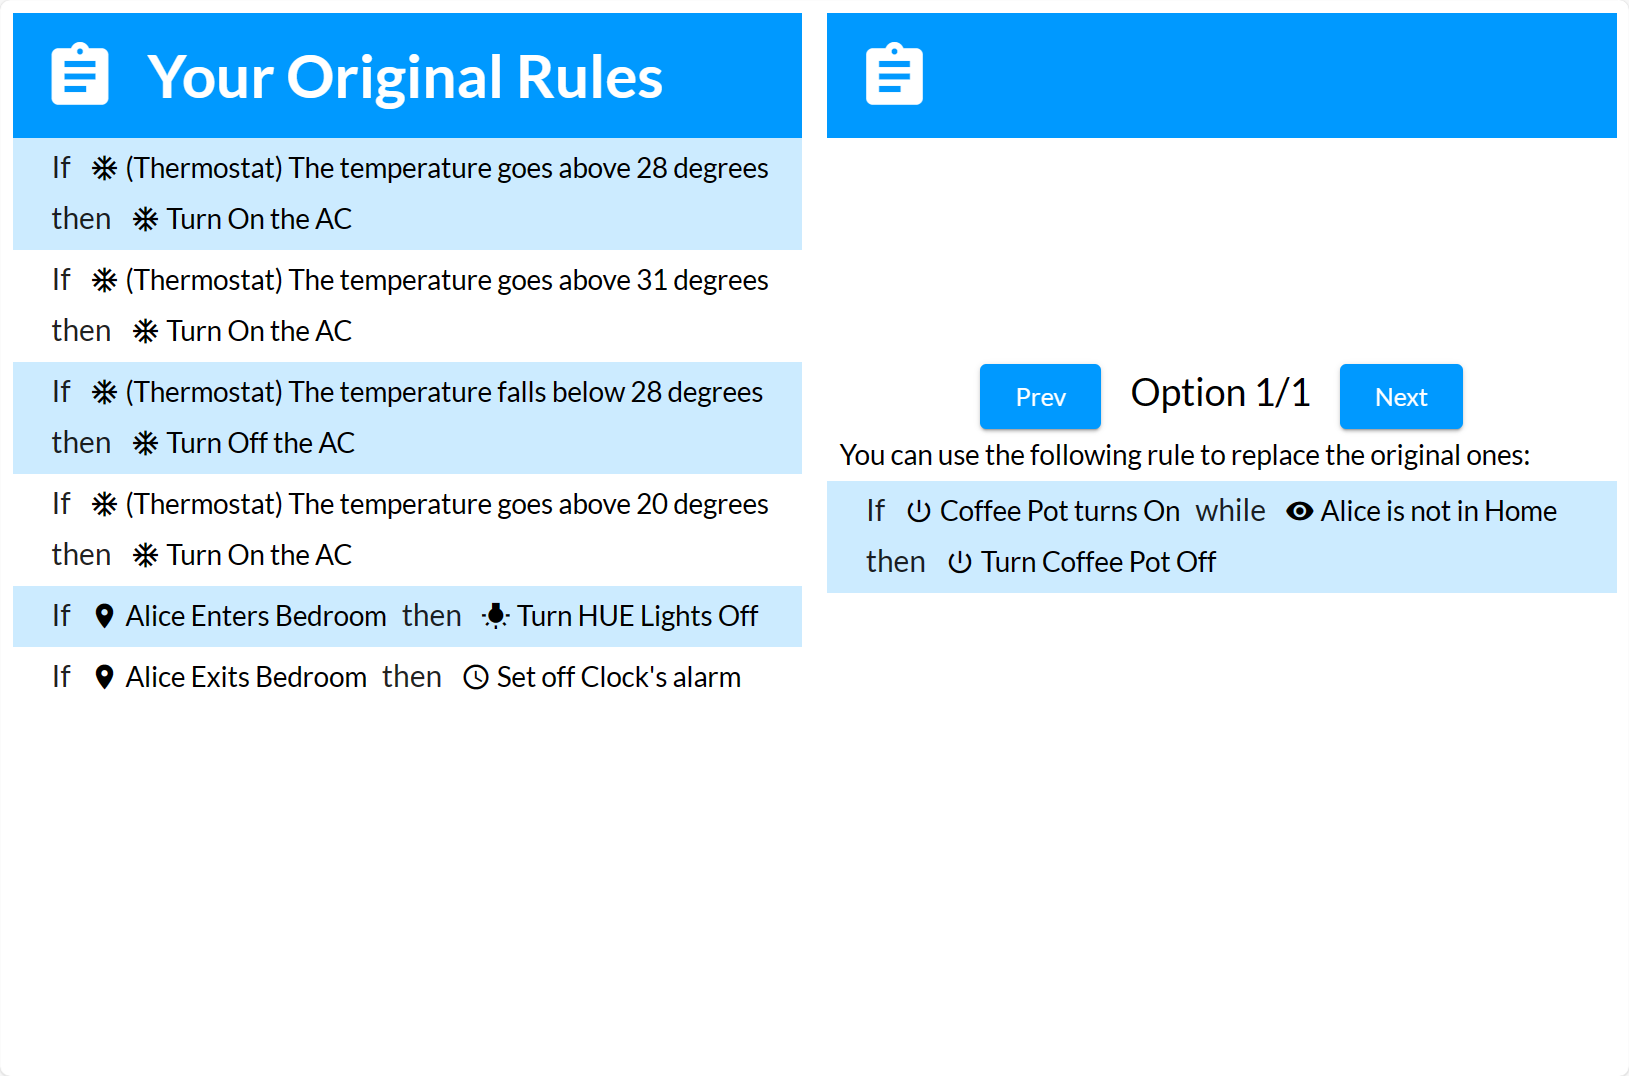 Your Original Rules
If (Thermostat) The temperature goes above 28 degrees
then Turn On the AC
If (Thermostat) The temperature goes above 31 degrees
then Turn On the AC
If (Thermostat) The temperature falls below 28 degrees
then Turn Off the AC
If (Thermostat) The temperature goes above 20 degrees
then Turn On the AC
If Alice Enters Bedroom then Turn HUE Lights Off
If Alice Exits Bedroom then Set off Clock's alarm
Prev Option 1/1 Next
You can use the following rule to replace the original ones:
If Coffee Pot turns On while Alice is not in Home
then Turn Coffee Pot Off